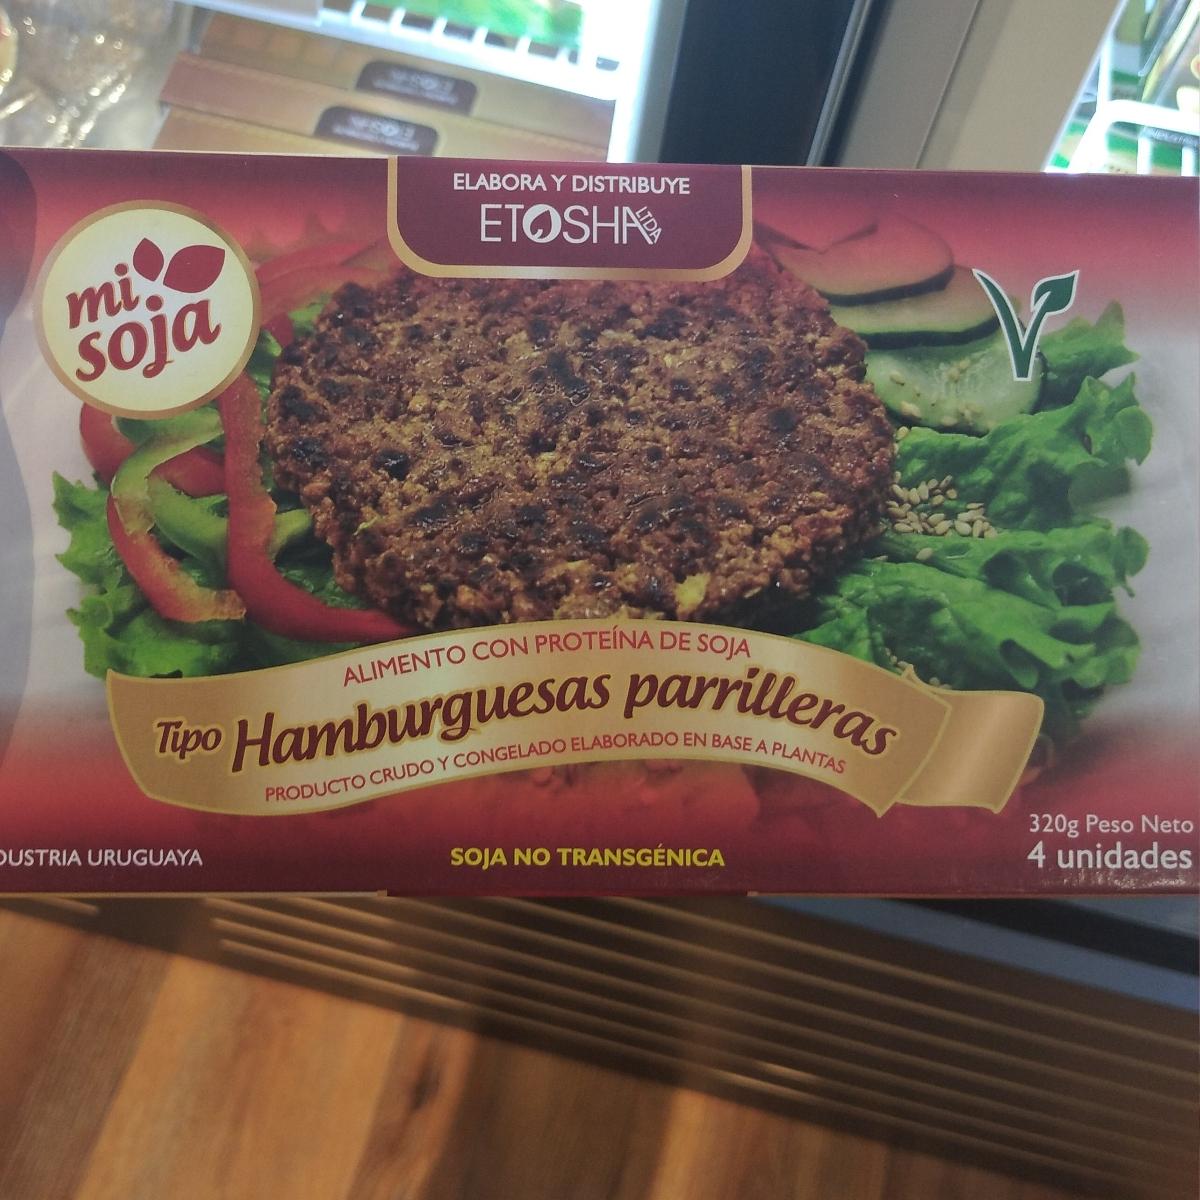 ELABORA Y DISTRIBUYE
ETOSHA LTDA
mi
soja
ALIMENTO CON PROTEÍNA DE SOJA
Tipo Hamburguesas parrilleras
PRODUCTO CRUDO Y CONGELADO ELABORADO EN BASE A PLANTAS
320g Peso Neto
DUSTRIA URUGUAYA
SOJA NO TRANSGÉNICA
4 unidades